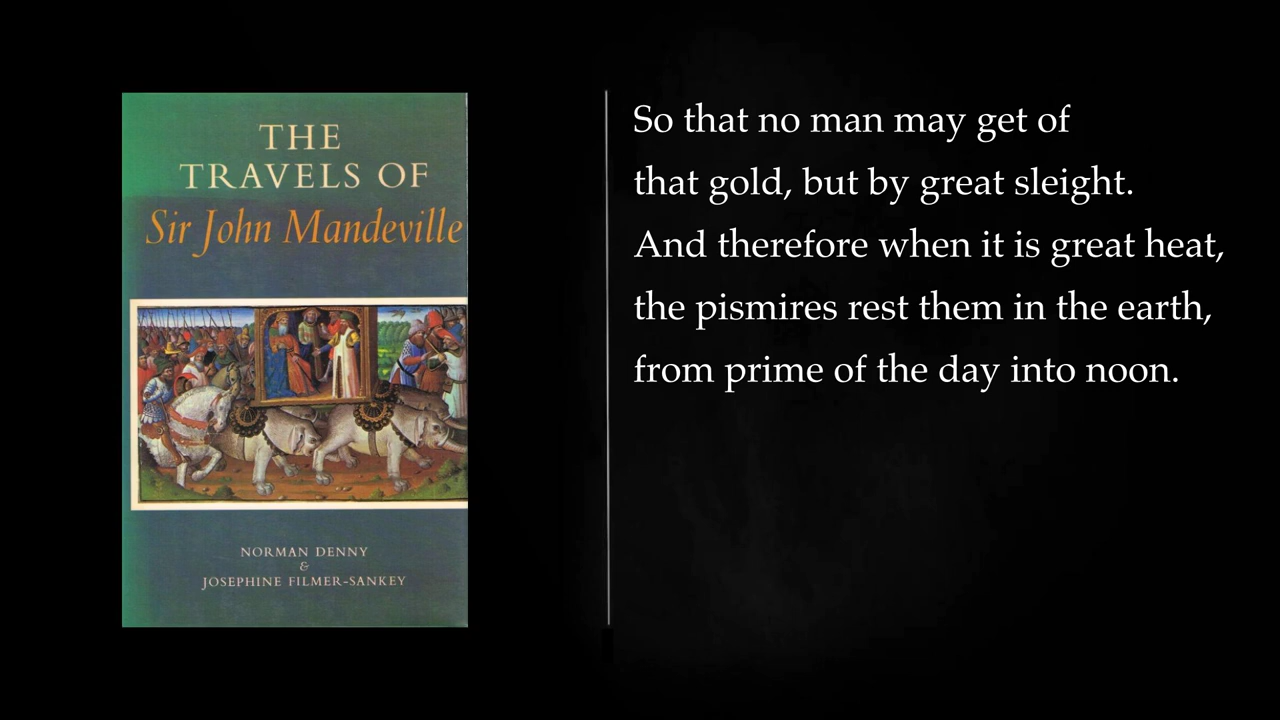 THE
TRAVELS OF
Sir John Mandeville
NORMAN DENNY
&
JOSEPHINE FILMER-SANKEY
So that no man may get of
that gold, but by great sleight.
And therefore when it is great heat,
the pismires rest them in the earth,
from prime of the day into noon.